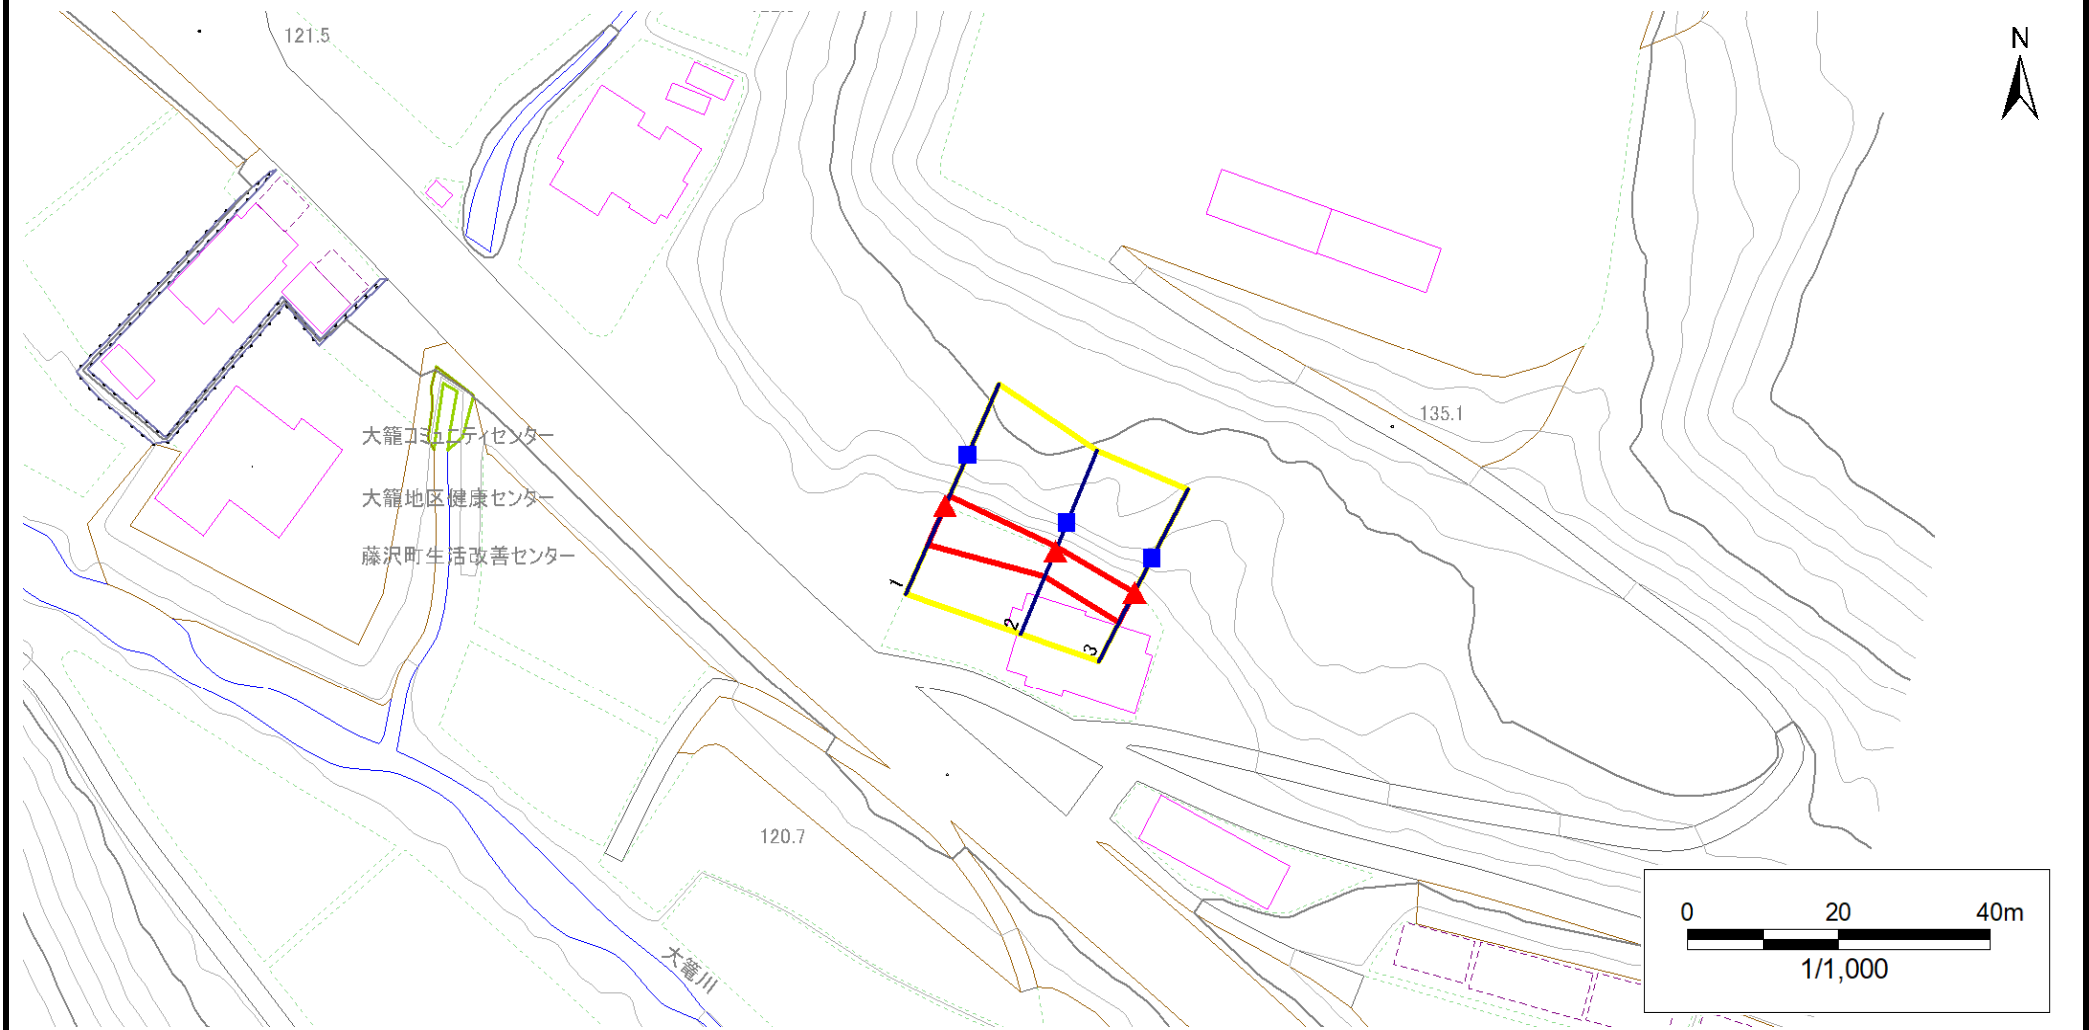 121.5
N
135.1
大籠コミュニティセンター
大籠地区健康センター
藤沢町生活改善センター
1
2
3
120.7
大籠川
0 20 40m
1/1,000